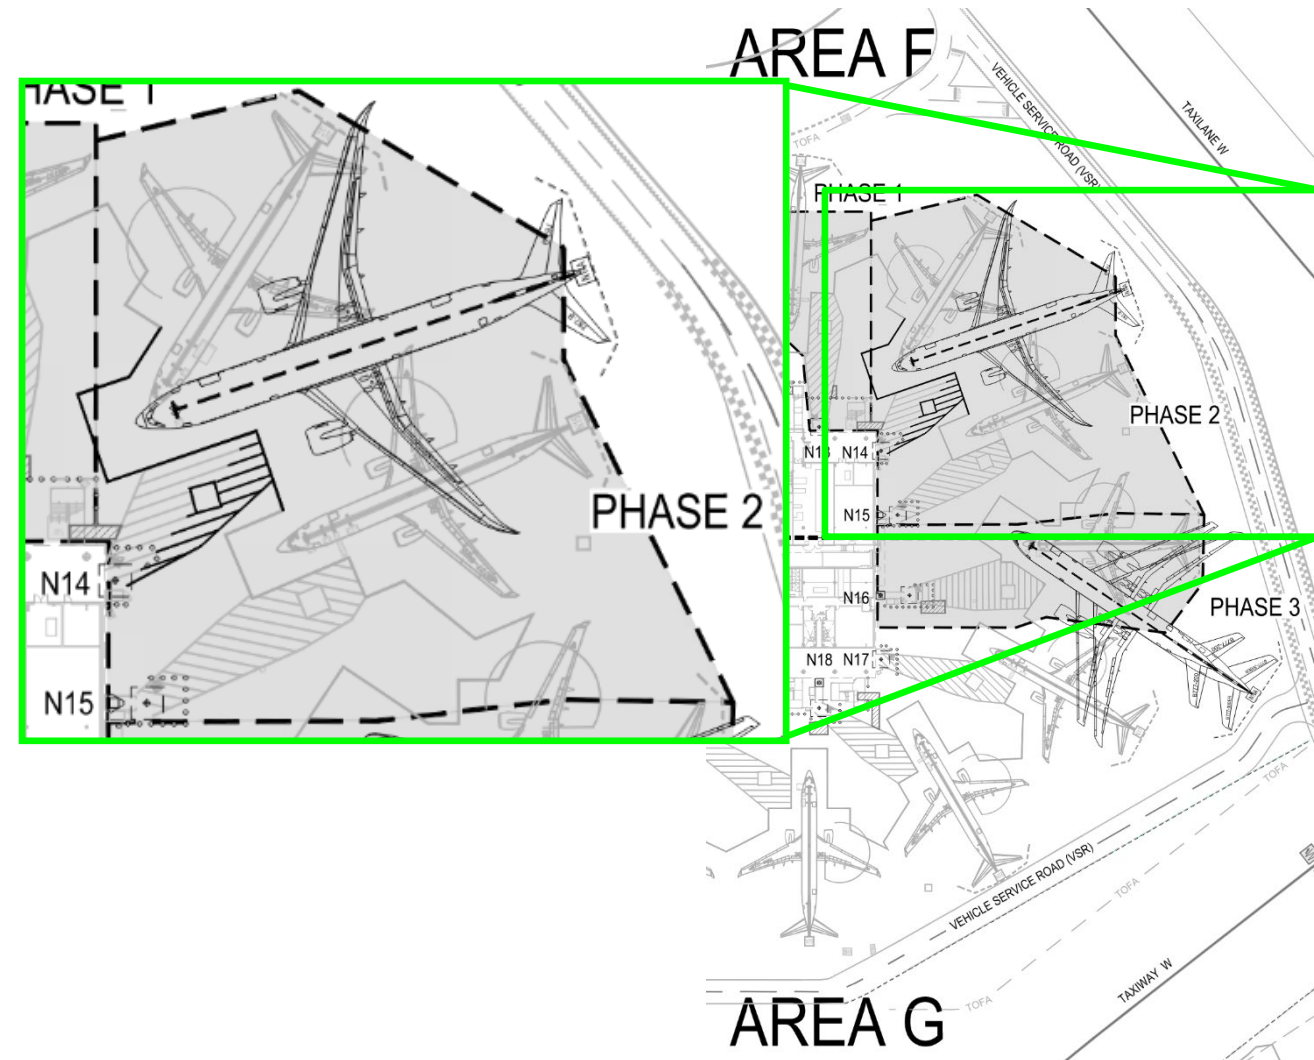 AREA F
VEHICLE SERVICE ROAD (VSR)
TAXILANE W
TOFA
PHASE 1
PHASE 2
N14
N15
PHASE 1
PHASE 2
N13 N14
N15
N16
PHASE 3
N18 N17
TOFA
VEHICLE SERVICE ROAD (VSR)
TOFA
TAXIWAY W
TOFA
AREA G